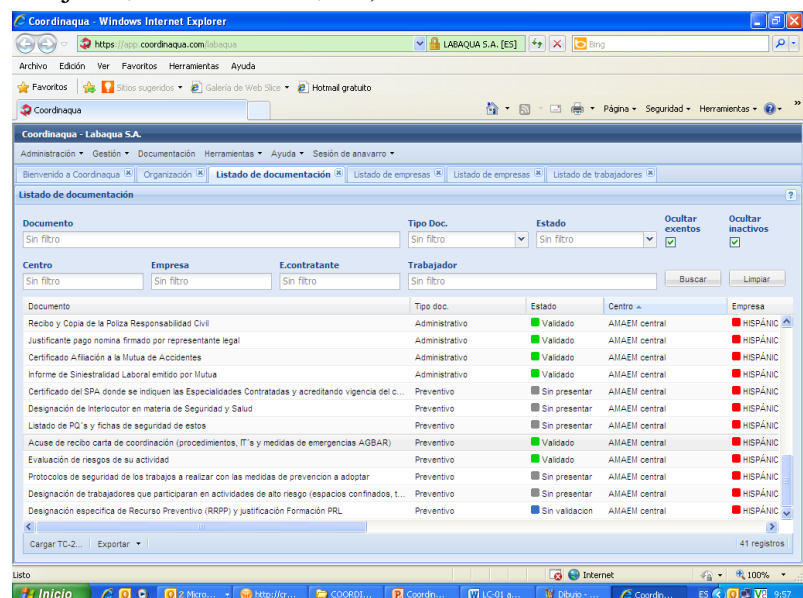 Coordinaqua - Windows Internet Explorer
https://app.coordinaqua.com/labaqua LABAQUA S.A. [ES] Bing
Archivo Edición Ver Favoritos Herramientas Ayuda
Favoritos Sitios sugeridos Galería de Web Slice Hotmail gratuito
Coordinaqua Página Seguridad Herramientas »
Coordinaqua - Labaqua S.A.
Administración Gestión Documentación Herramientas Ayuda Sesión de anavarro
Bienvenido a Coordinaqua Organización Listado de documentación Listado de empresas Listado de empresas Listado de trabajadores
Listado de documentación ?
Documento Tipo Doc. Estado Ocultar exentos Ocultar inactivos
Sin filtro Sin filtro Sin filtro
Centro Empresa E.contratante Trabajador
Sin filtro Sin filtro Sin filtro Sin filtro Buscar Limpiar
Documento Tipo doc. Estado Centro Empresa
Recibo y Copia de la Poliza Responsabilidad Civil Administrativo Validado AMAEM central HISPÁNIC
Justificante pago nomina firmado por representante legal Administrativo Validado AMAEM central HISPÁNIC
Certificado Afiliación a la Mutua de Accidentes Administrativo Validado AMAEM central HISPÁNIC
Informe de Siniestralidad Laboral emitido por Mutua Administrativo Validado AMAEM central HISPÁNIC
Certificado del SPA donde se indiquen las Especialidades Contratadas y acreditando vigencia del c... Preventivo Sin presentar AMAEM central HISPÁNIC
Designación de Interlocutor en materia de Seguridad y Salud Preventivo Sin presentar AMAEM central HISPÁNIC
Listado de PQ´s y fichas de seguridad de estos Preventivo Sin presentar AMAEM central HISPÁNIC
Acuse de recibo carta de coordinación (procedimientos, IT´s y medidas de emergencias AGBAR) Preventivo Validado AMAEM central HISPÁNIC
Evaluación de riesgos de su actividad Preventivo Validado AMAEM central HISPÁNIC
Protocolos de seguridad de los trabajos a realizar con las medidas de prevencion a adoptar Preventivo Sin presentar AMAEM central HISPÁNIC
Designación de trabajadores que participaran en actividades de alto riesgo (espacios confinados, t... Preventivo Sin presentar AMAEM central HISPÁNIC
Designación especifica de Recurso Preventivo (RRPP) y justificación Formación PRL Preventivo Sin validacion AMAEM central HISPÁNIC
Cargar TC-2... Exportar 41 registros
Listo Internet 100%
Inicio 2 Micro... http://cr... COORDI... Coordin... LC-01 a... Dibujo - ... Coordin... ES 9:57